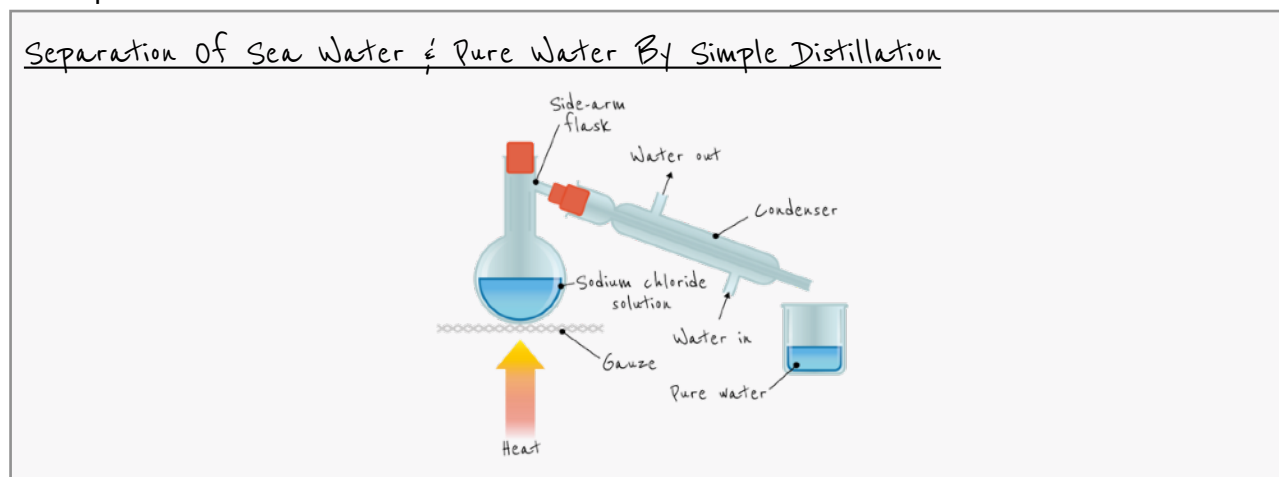 Separation Of Sea Water & Pure Water By Simple Distillation
Side-arm
flask
Water out
Condenser
Sodium chloride
solution
Water in
Gauze
Pure water
Heat